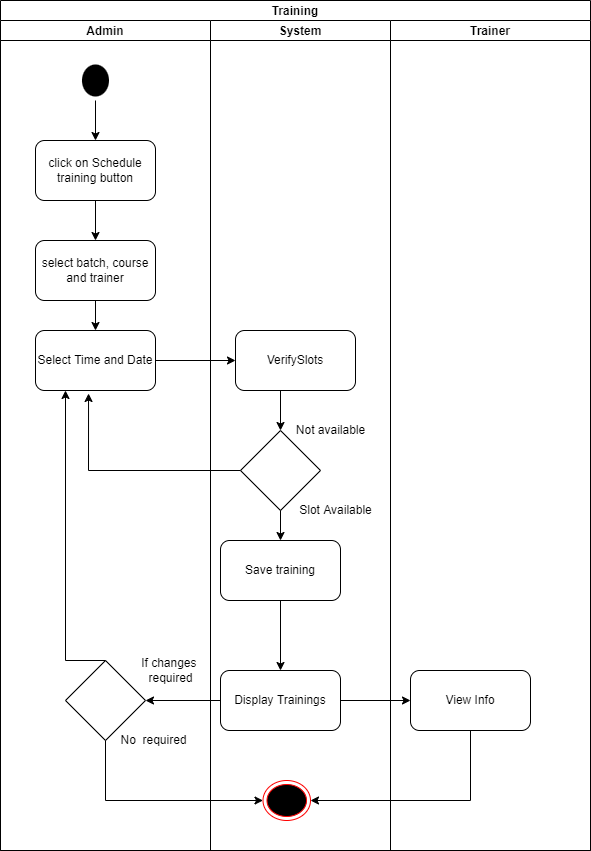 Training
Admin
System
Trainer
click on Schedule
training button
select batch, course
and trainer
Select Time and Date
VerifySlots
Not available
Slot Available
Save training
If changes
required
Display Trainings
View Info
No  required